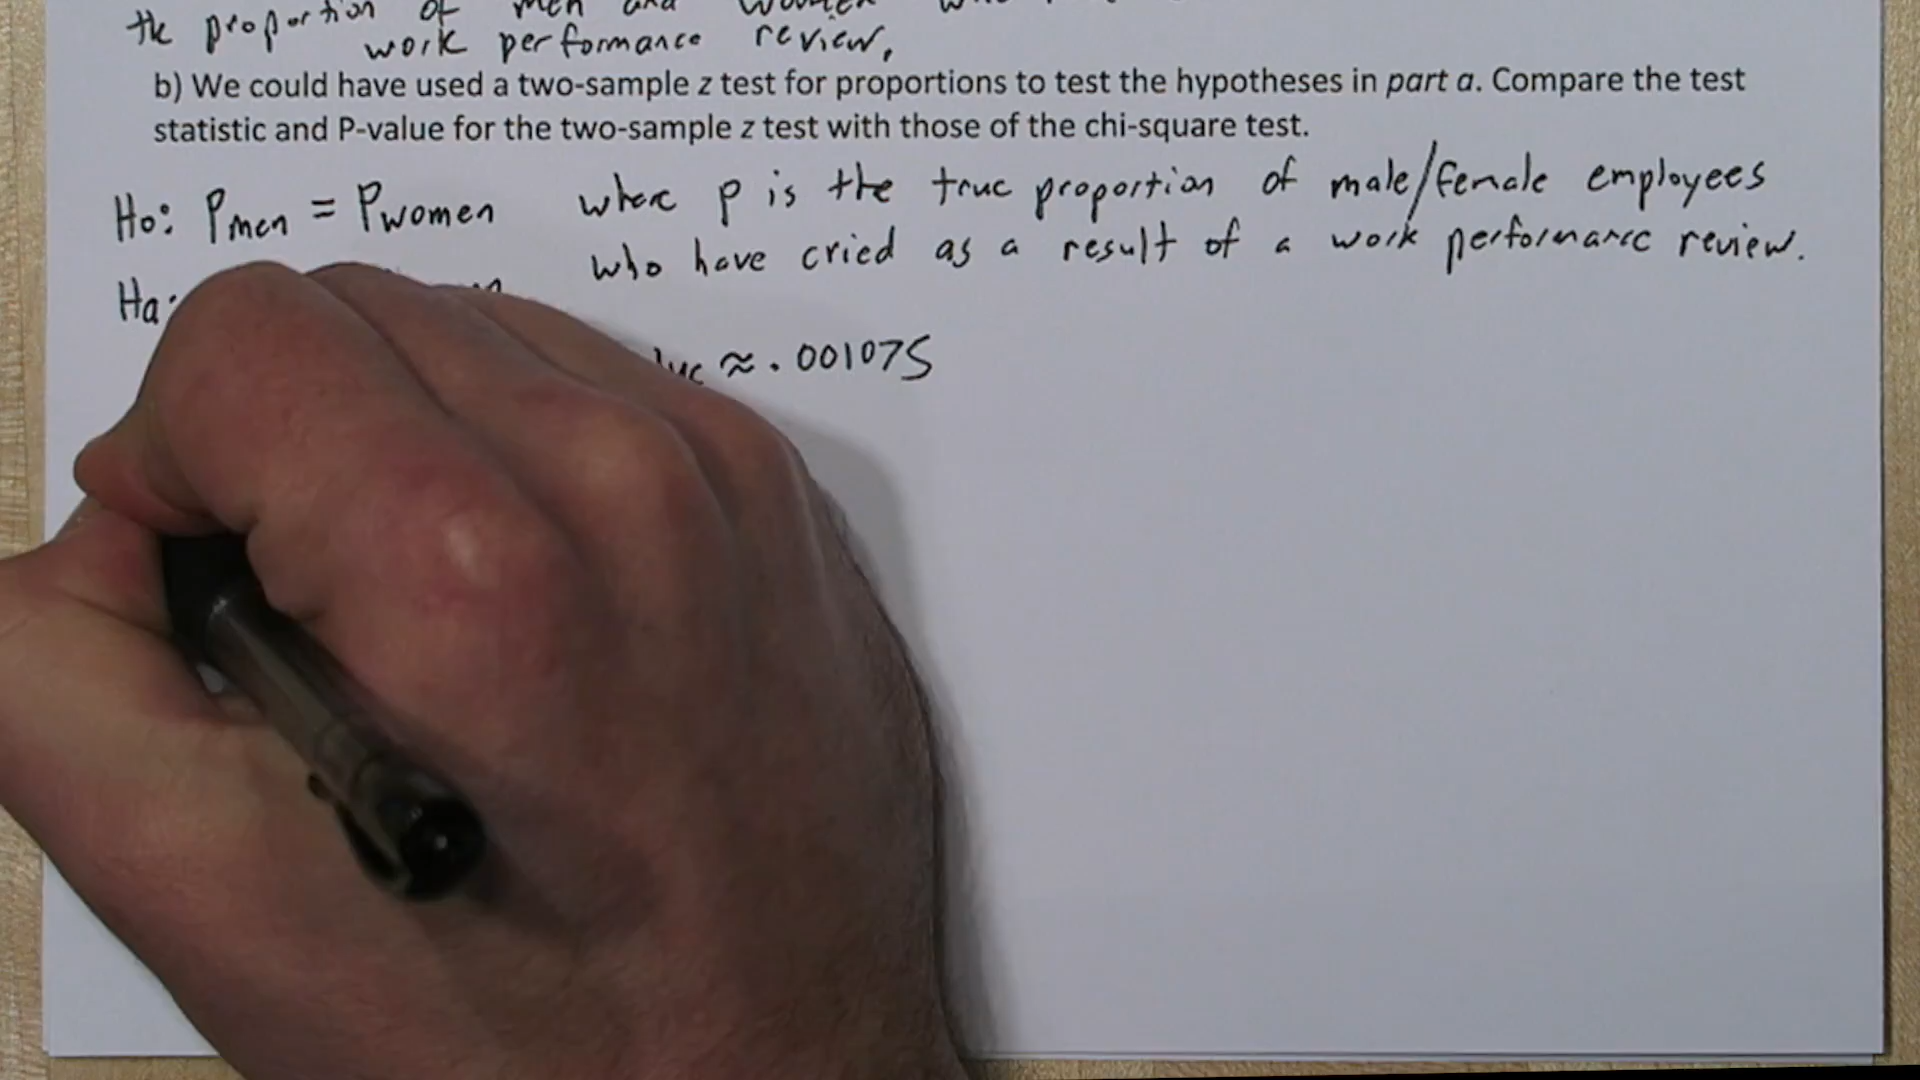 the proportion of men and women
work performance review,
b) We could have used a two-sample z test for proportions to test the hypotheses in part a. Compare the test
statistic and P-value for the two-sample z test with those of the chi-square test.
Ho: Pmen = Pwomen where p is the true proportion of male/female employees
who have cried as a result of a work performance review.
Ha:
≈ .001075